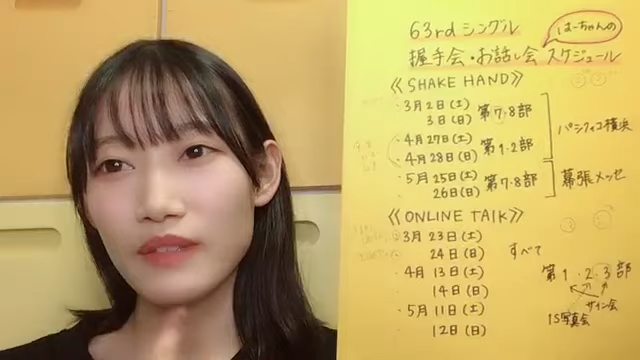 63rdシングル
はーちゃんの
握手会・お話し会 スケジュール
《SHAKE HAND》
・3月2日(土) 第7.8部
3日(日)
・4月27日(土) 第1.2部
・4月28日(日)
パシフィコ横浜
・5月25日(土) 第7.8部
26日(日)
幕張メッセ
《ONLINE TALK》
・3月23日(土) すべて
24日(日)
・4月13日(土) 第1.2.3部
14日(日)
サイン会
・5月11日(土) 1S写真会
12日(日)